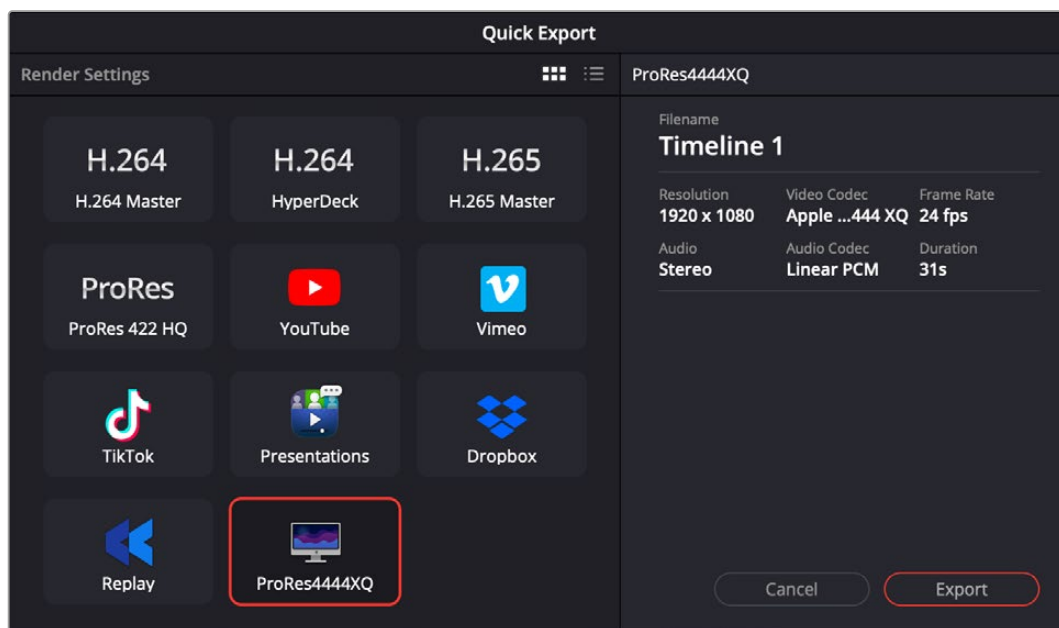 Quick Export
Render Settings
ProRes4444XQ
H.264
H.264 Master
H.264
HyperDeck
H.265
H.265 Master
ProRes
ProRes 422 HQ
YouTube
Vimeo
TikTok
Presentations
Dropbox
Replay
ProRes4444XQ
Filename
Timeline 1
Resolution Video Codec Frame Rate
1920 x 1080 Apple ...444 XQ 24 fps
Audio Audio Codec Duration
Stereo Linear PCM 31s
Cancel Export